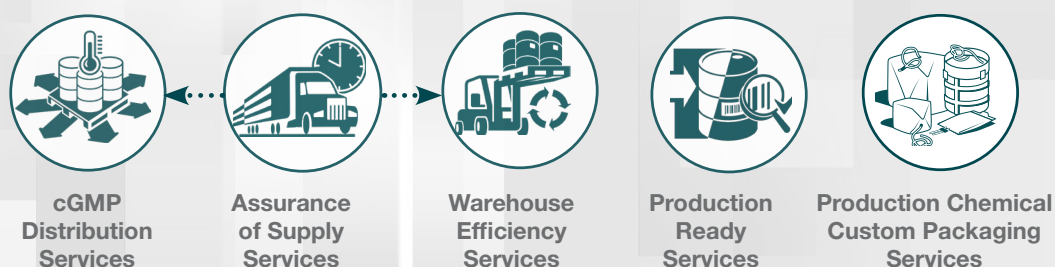 cGMP
Distribution
Services
Assurance
of Supply
Services
Warehouse
Efficiency
Services
Production
Ready
Services
Production Chemical
Custom Packaging
Services